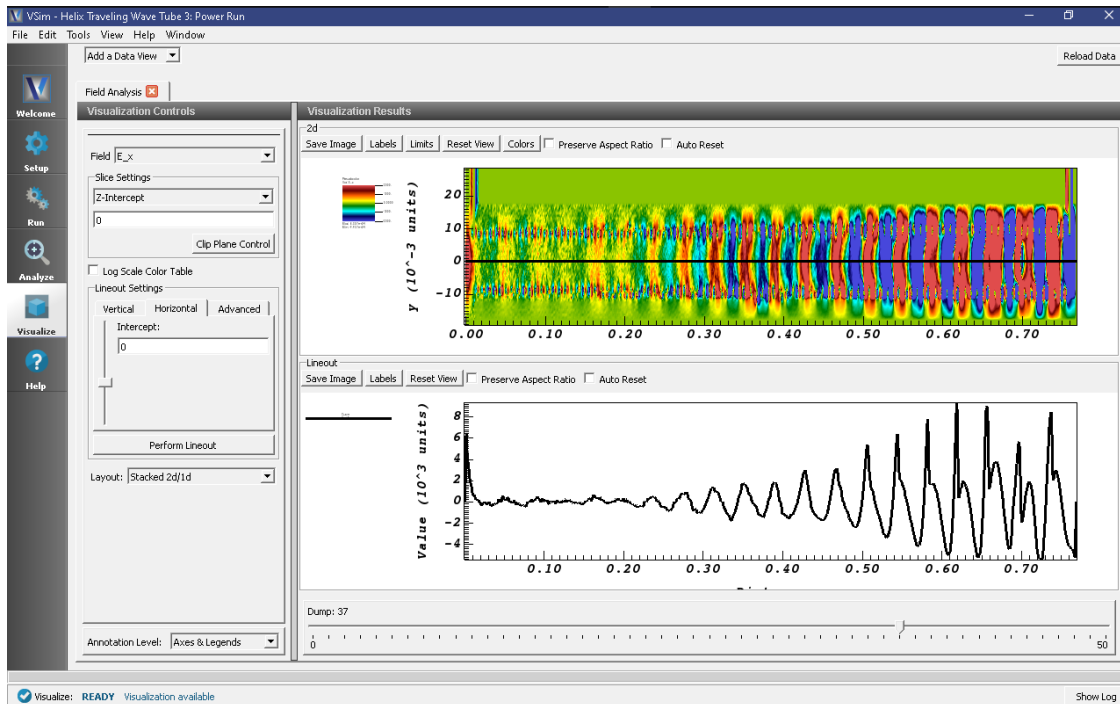 VSim - Helix Traveling Wave Tube 3: Power Run
File Edit Tools View Help Window
Add a Data View
Reload Data
Welcome
Setup
Run
Analyze
Visualize
Help
Field Analysis
Visualization Controls
Field E_x
Slice Settings
Z-Intercept
0
Clip Plane Control
Log Scale Color Table
Lineout Settings
Vertical Horizontal Advanced
Intercept:
0
Perform Lineout
Layout: Stacked 2d/1d
Annotation Level: Axes & Legends
Visualization Results
2d
Save Image Labels Limits Reset View Colors Preserve Aspect Ratio Auto Reset
y (10^-3 units)
20
10
0
-10
0.00 0.10 0.20 0.30 0.40 0.50 0.60 0.70
Lineout
Save Image Labels Reset View Preserve Aspect Ratio Auto Reset
Value (10^3 units)
8
6
4
2
0
-2
-4
0.10 0.20 0.30 0.40 0.50 0.60 0.70
Dump: 37
0 50
Visualize: READY Visualization available
Show Log